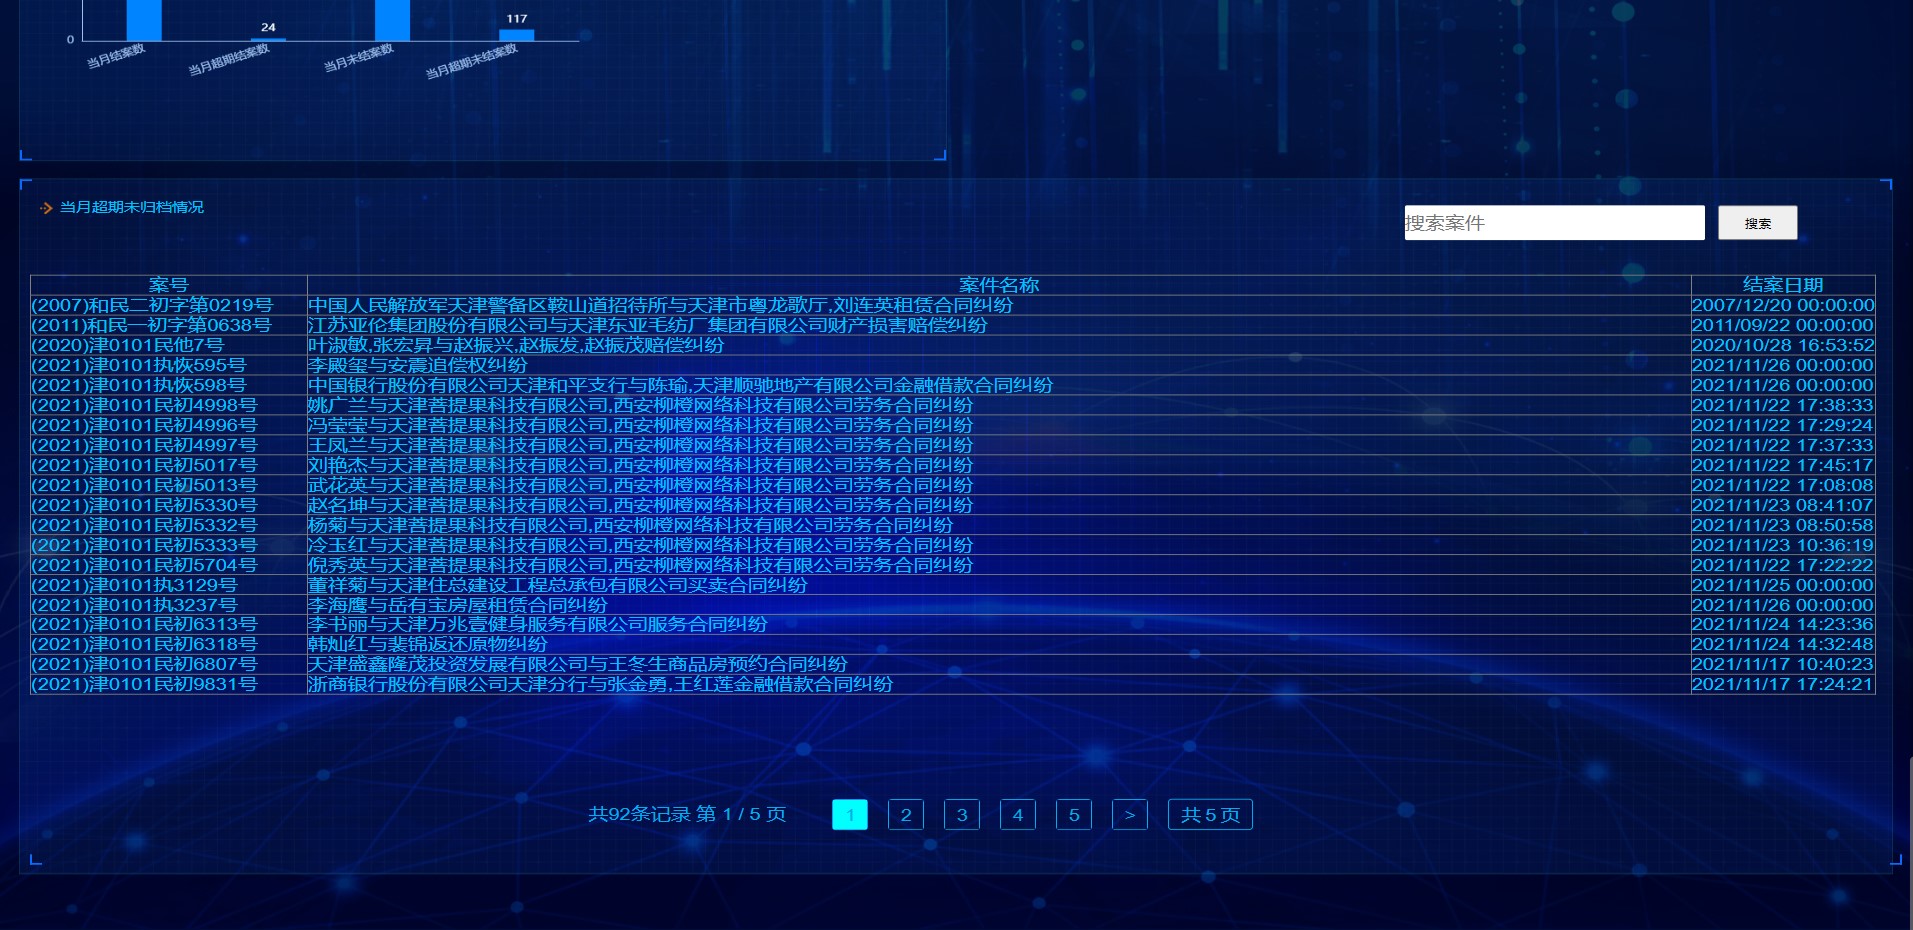 117
24
0
当月结案数 当月超期结案数 当月未结案数 当月超期未结案数
当月超期未归档情况
搜索案件 搜索
案号 案件名称 结案日期
(2007)和民二初字第0219号 中国人民解放军天津警备区鞍山道招待所与天津市粤龙歌厅,刘连英租赁合同纠纷 2007/12/20 00:00:00
(2011)和民一初字第0638号 江苏亚伦集团股份有限公司与天津东亚毛纺厂集团有限公司财产损害赔偿纠纷 2011/09/22 00:00:00
(2020)津0101民他7号 叶淑敏,张宏昇与赵振兴,赵振发,赵振茂赔偿纠纷 2020/10/28 16:53:52
(2021)津0101执恢595号 李殿玺与安震追偿权纠纷 2021/11/26 00:00:00
(2021)津0101执恢598号 中国银行股份有限公司天津和平支行与陈瑜,天津顺驰地产有限公司金融借款合同纠纷 2021/11/26 00:00:00
(2021)津0101民初4998号 姚广兰与天津菩提果科技有限公司,西安柳橙网络科技有限公司劳务合同纠纷 2021/11/22 17:38:33
(2021)津0101民初4996号 冯莹莹与天津菩提果科技有限公司,西安柳橙网络科技有限公司劳务合同纠纷 2021/11/22 17:29:24
(2021)津0101民初4997号 王凤兰与天津菩提果科技有限公司,西安柳橙网络科技有限公司劳务合同纠纷 2021/11/22 17:37:33
(2021)津0101民初5017号 刘艳杰与天津菩提果科技有限公司,西安柳橙网络科技有限公司劳务合同纠纷 2021/11/22 17:45:17
(2021)津0101民初5013号 武花英与天津菩提果科技有限公司,西安柳橙网络科技有限公司劳务合同纠纷 2021/11/22 17:08:08
(2021)津0101民初5330号 赵名坤与天津菩提果科技有限公司,西安柳橙网络科技有限公司劳务合同纠纷 2021/11/23 08:41:07
(2021)津0101民初5332号 杨菊与天津菩提果科技有限公司,西安柳橙网络科技有限公司劳务合同纠纷 2021/11/23 08:50:58
(2021)津0101民初5333号 冷玉红与天津菩提果科技有限公司,西安柳橙网络科技有限公司劳务合同纠纷 2021/11/23 10:36:19
(2021)津0101民初5704号 倪秀英与天津菩提果科技有限公司,西安柳橙网络科技有限公司劳务合同纠纷 2021/11/22 17:22:22
(2021)津0101执3129号 董祥菊与天津住总建设工程总承包有限公司买卖合同纠纷 2021/11/25 00:00:00
(2021)津0101执3237号 李海鹰与岳有宝房屋租赁合同纠纷 2021/11/26 00:00:00
(2021)津0101民初6313号 李书丽与天津万兆壹健身服务有限公司服务合同纠纷 2021/11/24 14:23:36
(2021)津0101民初6318号 韩灿红与裴锦返还原物纠纷 2021/11/24 14:32:48
(2021)津0101民初6807号 天津盛鑫隆茂投资发展有限公司与王冬生商品房预约合同纠纷 2021/11/17 10:40:23
(2021)津0101民初9831号 浙商银行股份有限公司天津分行与张金勇,王红莲金融借款合同纠纷 2021/11/17 17:24:21
共92条记录 第 1 / 5 页 1 2 3 4 5 > 共 5 页